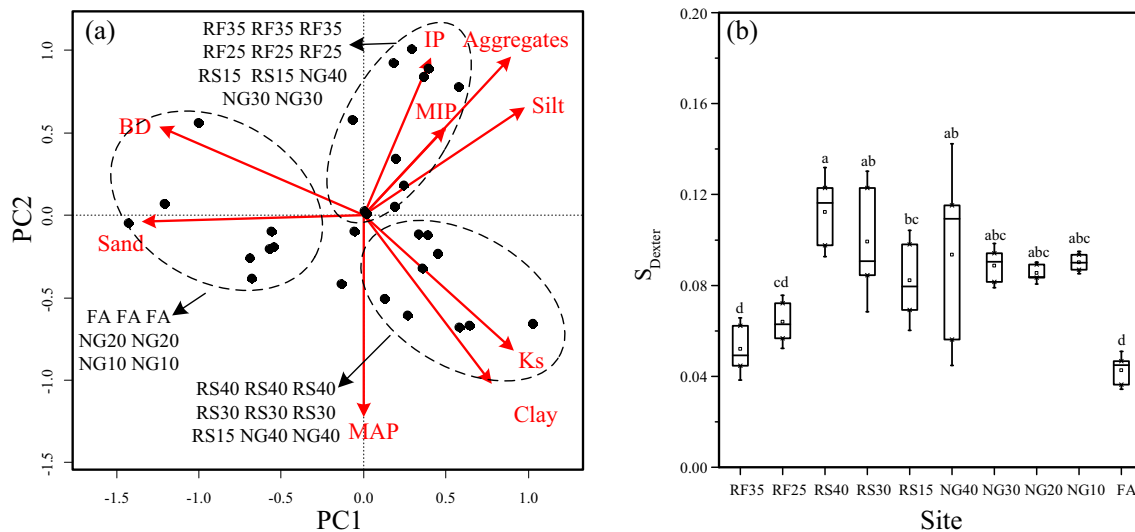 (a)
RF35 RF35 RF35
RF25 RF25 RF25
RS15 RS15 NG40
NG30 NG30
IP
Aggregates
MIP
Silt
BD
Sand
FA FA FA
NG20 NG20
NG10 NG10
RS40 RS40 RS40
RS30 RS30 RS30
RS15 NG40 NG40
MAP
Ks
Clay
PC2
1.0
0.5
0.0
-0.5
-1.0
-1.5
-1.5 -1.0 -0.5 0.0 0.5 1.0
PC1
(b)
S_Dexter
0.20
0.16
0.12
0.08
0.04
0.00
d cd a ab bc ab abc abc abc d
RF35 RF25 RS40 RS30 RS15 NG40 NG30 NG20 NG10 FA
Site